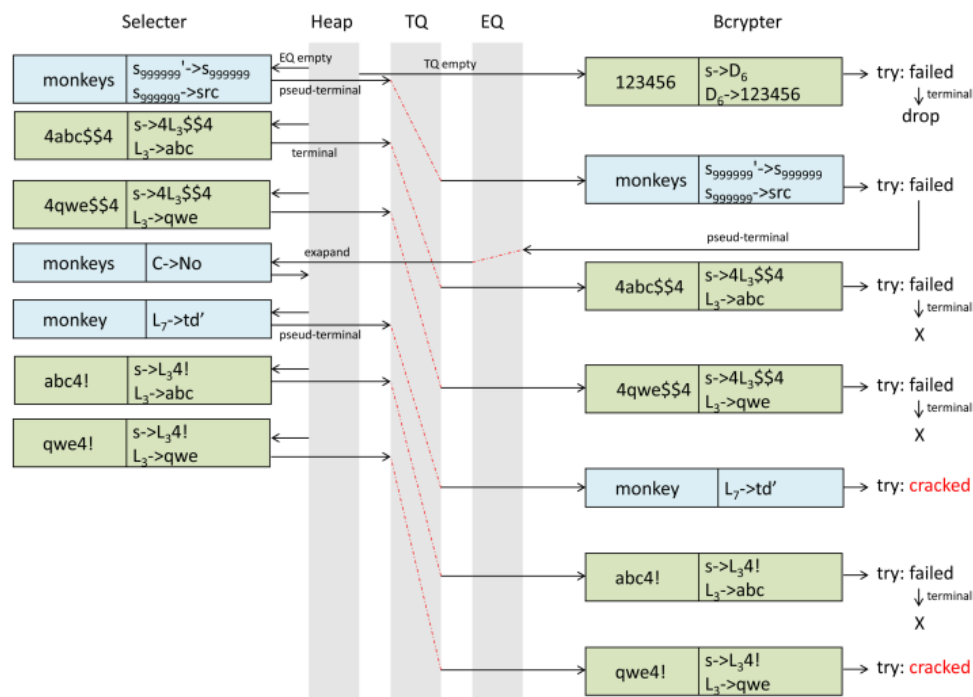 Selecter Heap TQ EQ Bcrypter
monkeys s999999'->s999999
s999999->src
EQ empty
pseud-terminal
TQ empty
123456 s->D6
D6->123456
try: failed
terminal
drop
4abc$$4 s->4L3$$4
L3->abc
terminal
monkeys s999999'->s999999
s999999->src
try: failed
4qwe$$4 s->4L3$$4
L3->qwe
pseud-terminal
monkeys C->No
exapand
4abc$$4 s->4L3$$4
L3->abc
try: failed
terminal
X
monkey L7->td'
pseud-terminal
abc4! s->L34!
L3->abc
4qwe$$4 s->4L3$$4
L3->qwe
try: failed
terminal
X
qwe4! s->L34!
L3->qwe
monkey L7->td'
try: cracked
abc4! s->L34!
L3->abc
try: failed
terminal
X
qwe4! s->L34!
L3->qwe
try: cracked